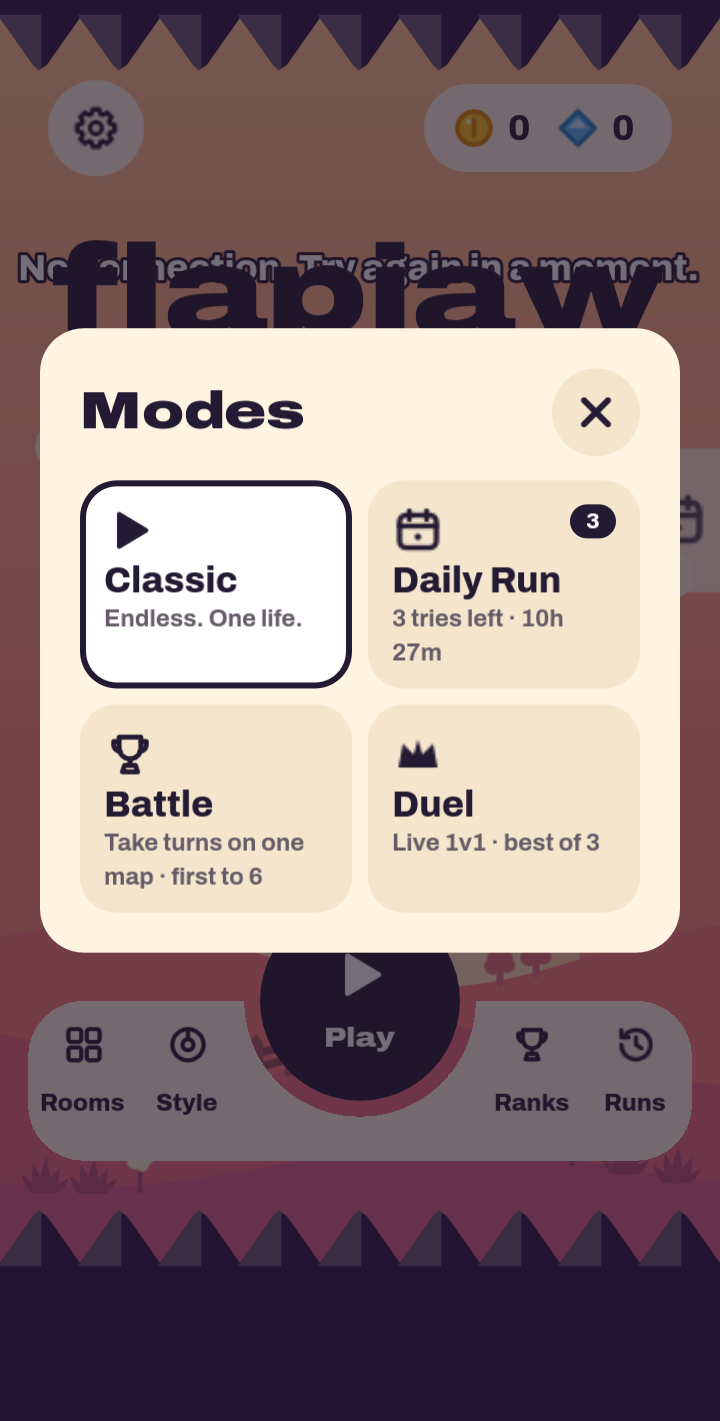 0 0
No connection. Try again in a moment.
flapjaw
Modes
Classic
Endless. One life.
3
Daily Run
3 tries left · 10h
27m
Battle
Take turns on one
map · first to 6
Duel
Live 1v1 · best of 3
Play
Rooms
Style
Ranks
Runs